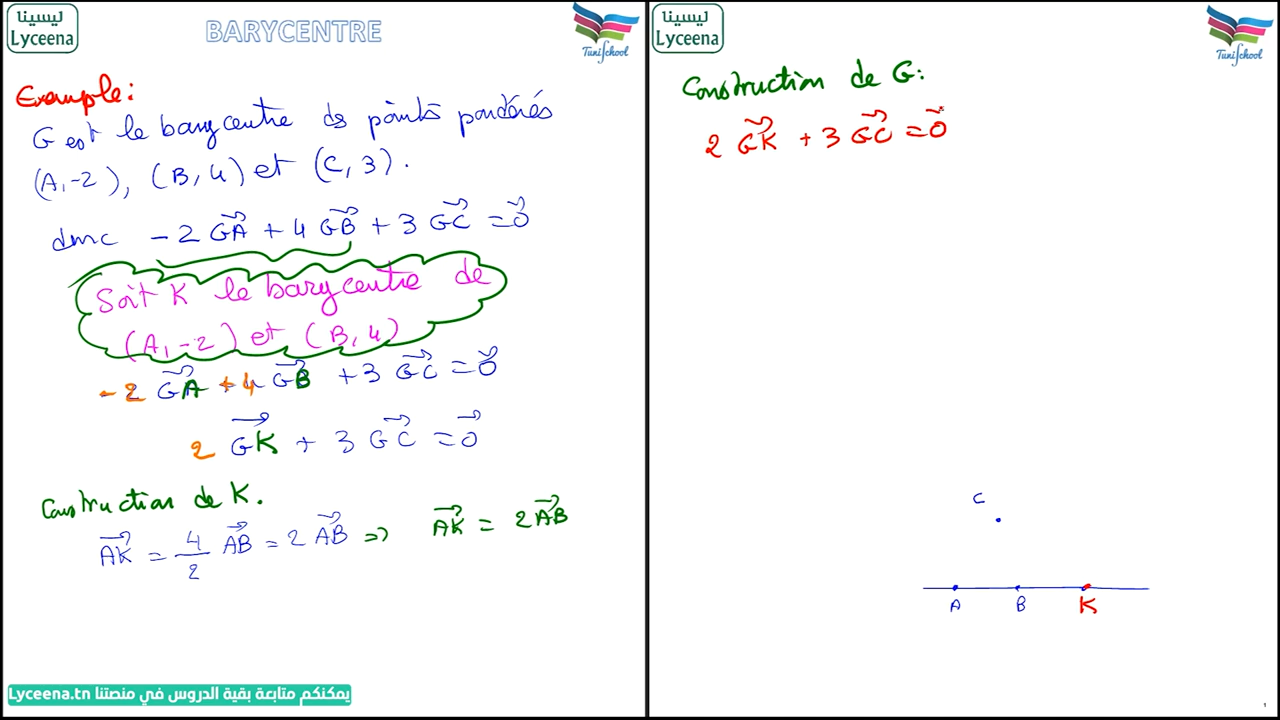 ليسينا
Lyceena
BARYCENTRE
TuniSchool
Example:
G est le barycentre ds points pondérés
(A,-2), (B,4) et (C,3).
donc -2 GA + 4 GB + 3 GC = 0
Soit K le barycentre de
(A,-2) et (B,4)
-2 GA + 4 GB + 3 GC = 0
2 GK + 3 GC = 0
Construction de K.
AK = 4/2 AB = 2 AB => AK = 2 AB
Lyceena.tn يمكنكم متابعة بقية الدروس في منصتنا
ليسينا
Lyceena
TuniSchool
Construction de G:
2 GK + 3 GC = 0
C
A B K